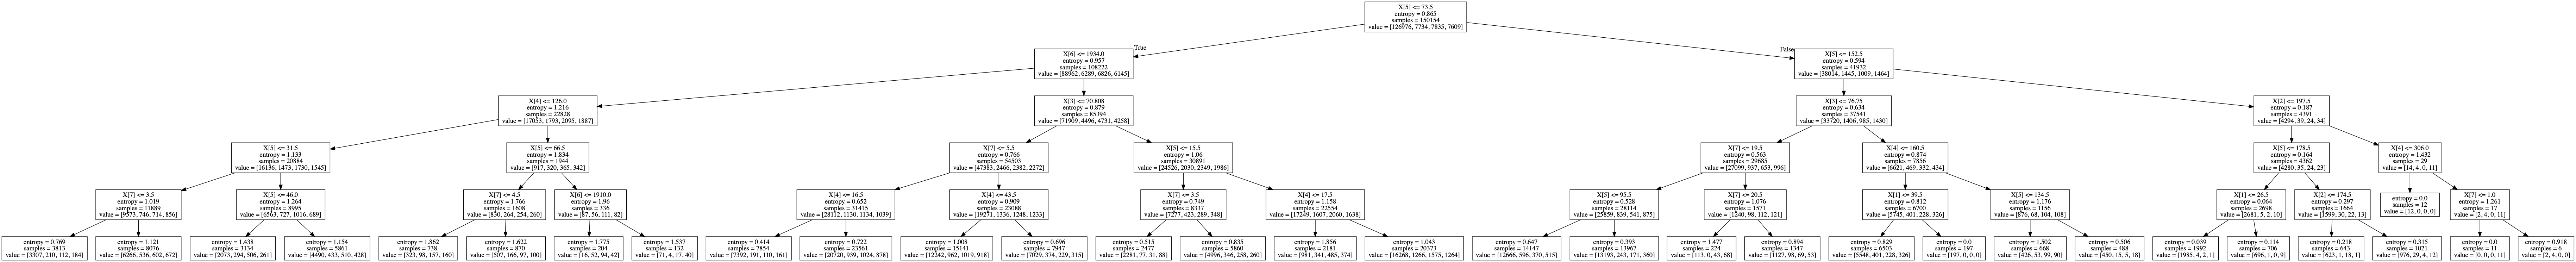 X[5] <= 73.5
entropy = 0.865
samples = 150154
value = [126976, 7734, 7835, 7609]
True
False
X[6] <= 1934.0
entropy = 0.957
samples = 108222
value = [88962, 6289, 6826, 6145]
X[5] <= 152.5
entropy = 0.594
samples = 41932
value = [38014, 1445, 1009, 1464]
X[4] <= 126.0
entropy = 1.216
samples = 22828
value = [17053, 1793, 2095, 1887]
X[3] <= 70.808
entropy = 0.879
samples = 85394
value = [71909, 4496, 4731, 4258]
X[3] <= 76.75
entropy = 0.634
samples = 37541
value = [33720, 1406, 985, 1430]
X[2] <= 197.5
entropy = 0.187
samples = 4391
value = [4294, 39, 24, 34]
X[5] <= 31.5
entropy = 1.133
samples = 20884
value = [16136, 1473, 1730, 1545]
X[5] <= 66.5
entropy = 1.834
samples = 1944
value = [917, 320, 365, 342]
X[7] <= 5.5
entropy = 0.766
samples = 54503
value = [47383, 2466, 2382, 2272]
X[5] <= 15.5
entropy = 1.06
samples = 30891
value = [24526, 2030, 2349, 1986]
X[7] <= 19.5
entropy = 0.563
samples = 29685
value = [27099, 937, 653, 996]
X[4] <= 160.5
entropy = 0.874
samples = 7856
value = [6621, 469, 332, 434]
X[5] <= 178.5
entropy = 0.164
samples = 4362
value = [4280, 35, 24, 23]
X[4] <= 306.0
entropy = 1.432
samples = 29
value = [14, 4, 0, 11]
X[7] <= 3.5
entropy = 1.019
samples = 11889
value = [9573, 746, 714, 856]
X[5] <= 46.0
entropy = 1.264
samples = 8995
value = [6563, 727, 1016, 689]
X[7] <= 4.5
entropy = 1.766
samples = 1608
value = [830, 264, 254, 260]
X[6] <= 1910.0
entropy = 1.96
samples = 336
value = [87, 56, 111, 82]
X[4] <= 16.5
entropy = 0.652
samples = 31415
value = [28112, 1130, 1134, 1039]
X[4] <= 43.5
entropy = 0.909
samples = 23088
value = [19271, 1336, 1248, 1233]
X[7] <= 3.5
entropy = 0.749
samples = 8337
value = [7277, 423, 289, 348]
X[4] <= 17.5
entropy = 1.158
samples = 22554
value = [17249, 1607, 2060, 1638]
X[5] <= 95.5
entropy = 0.528
samples = 28114
value = [25859, 839, 541, 875]
X[7] <= 20.5
entropy = 1.076
samples = 1571
value = [1240, 98, 112, 121]
X[1] <= 39.5
entropy = 0.812
samples = 6700
value = [5745, 401, 228, 326]
X[5] <= 134.5
entropy = 1.176
samples = 1156
value = [876, 68, 104, 108]
X[1] <= 26.5
entropy = 0.064
samples = 2698
value = [2681, 5, 2, 10]
X[2] <= 174.5
entropy = 0.297
samples = 1664
value = [1599, 30, 22, 13]
entropy = 0.0
samples = 12
value = [12, 0, 0, 0]
X[7] <= 1.0
entropy = 1.261
samples = 17
value = [2, 4, 0, 11]
entropy = 0.769
samples = 3813
value = [3307, 210, 112, 184]
entropy = 1.121
samples = 8076
value = [6266, 536, 602, 672]
entropy = 1.438
samples = 3134
value = [2073, 294, 506, 261]
entropy = 1.154
samples = 5861
value = [4490, 433, 510, 428]
entropy = 1.862
samples = 738
value = [323, 98, 157, 160]
entropy = 1.622
samples = 870
value = [507, 166, 97, 100]
entropy = 1.775
samples = 204
value = [16, 52, 94, 42]
entropy = 1.537
samples = 132
value = [71, 4, 17, 40]
entropy = 0.414
samples = 7854
value = [7392, 191, 110, 161]
entropy = 0.722
samples = 23561
value = [20720, 939, 1024, 878]
entropy = 1.008
samples = 15141
value = [12242, 962, 1019, 918]
entropy = 0.696
samples = 7947
value = [7029, 374, 229, 315]
entropy = 0.515
samples = 2477
value = [2281, 77, 31, 88]
entropy = 0.835
samples = 5860
value = [4996, 346, 258, 260]
entropy = 1.856
samples = 2181
value = [981, 341, 485, 374]
entropy = 1.043
samples = 20373
value = [16268, 1266, 1575, 1264]
entropy = 0.647
samples = 14147
value = [12666, 596, 370, 515]
entropy = 0.393
samples = 13967
value = [13193, 243, 171, 360]
entropy = 1.477
samples = 224
value = [113, 0, 43, 68]
entropy = 0.894
samples = 1347
value = [1127, 98, 69, 53]
entropy = 0.829
samples = 6503
value = [5548, 401, 228, 326]
entropy = 0.0
samples = 197
value = [197, 0, 0, 0]
entropy = 1.502
samples = 668
value = [426, 53, 99, 90]
entropy = 0.506
samples = 488
value = [450, 15, 5, 18]
entropy = 0.039
samples = 1992
value = [1985, 4, 2, 1]
entropy = 0.114
samples = 706
value = [696, 1, 0, 9]
entropy = 0.218
samples = 643
value = [623, 1, 18, 1]
entropy = 0.315
samples = 1021
value = [976, 29, 4, 12]
entropy = 0.0
samples = 11
value = [0, 0, 0, 11]
entropy = 0.918
samples = 6
value = [2, 4, 0, 0]